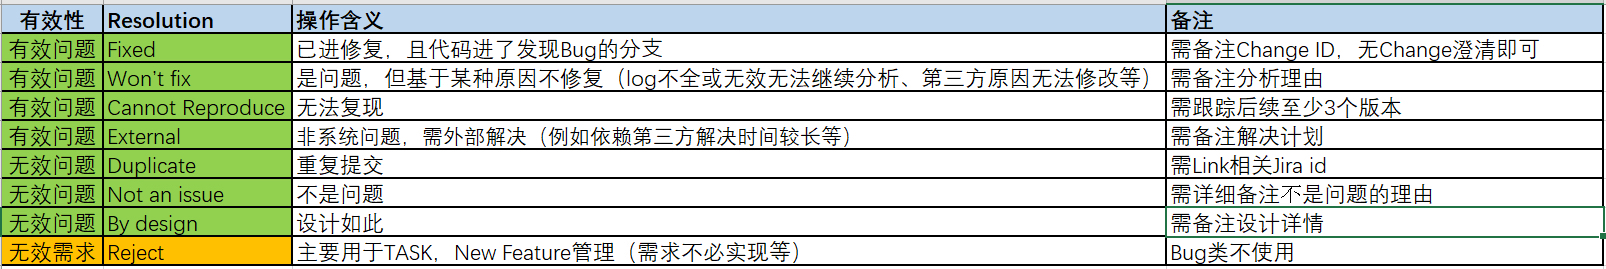 有效性 Resolution 操作含义 备注
有效问题 Fixed 已进修复，且代码进了发现Bug的分支 需备注Change ID，无Change澄清即可
有效问题 Won't fix 是问题，但基于某种原因不修复（log不全或无效无法继续分析、第三方原因无法修改等） 需备注分析理由
有效问题 Cannot Reproduce 无法复现 需跟踪后续至少3个版本
有效问题 External 非系统问题，需外部解决（例如依赖第三方解决时间较长等） 需备注解决计划
无效问题 Duplicate 重复提交 需Link相关Jira id
无效问题 Not an issue 不是问题 需详细备注不是问题的理由
无效问题 By design 设计如此 需备注设计详情
无效需求 Reject 主要用于TASK，New Feature管理（需求不必实现等） Bug类不使用